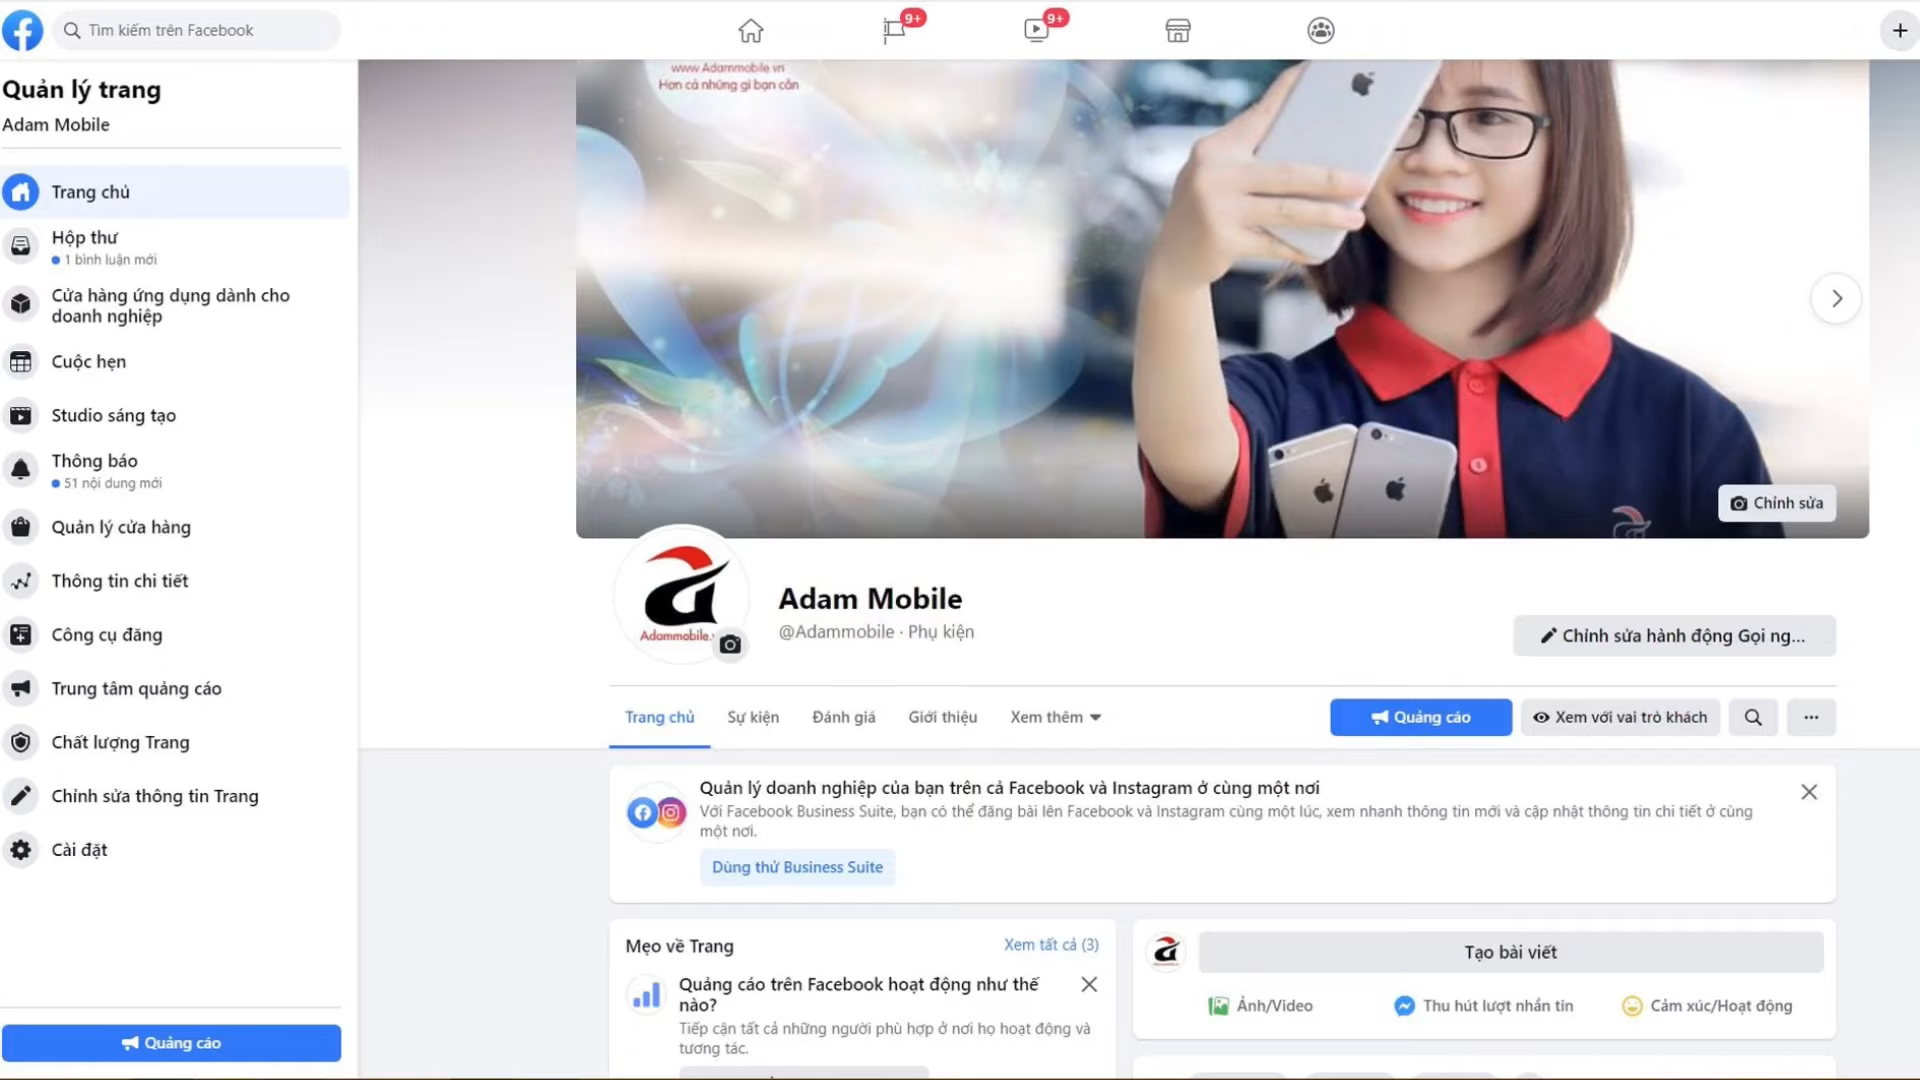 Tìm kiếm trên Facebook
9+
9+
Quản lý trang
Adam Mobile
Trang chủ
Hộp thư
1 bình luận mới
Cửa hàng ứng dụng dành cho
doanh nghiệp
Cuộc hẹn
Studio sáng tạo
Thông báo
51 nội dung mới
Quản lý cửa hàng
Thông tin chi tiết
Công cụ đăng
Trung tâm quảng cáo
Chất lượng Trang
Chỉnh sửa thông tin Trang
Cài đặt
Quảng cáo
www Adammobile vn
Hơn cả những gì bạn cần
Chỉnh sửa
Adammobile.
Adam Mobile
@Adammobile · Phụ kiện
Chỉnh sửa hành động Gọi ng...
Trang chủ
Sự kiện
Đánh giá
Giới thiệu
Xem thêm
Quảng cáo
Xem với vai trò khách
Quản lý doanh nghiệp của bạn trên cả Facebook và Instagram ở cùng một nơi
Với Facebook Business Suite, bạn có thể đăng bài lên Facebook và Instagram cùng một lúc, xem nhanh thông tin mới và cập nhật thông tin chi tiết ở cùng
một nơi.
Dùng thử Business Suite
Mẹo về Trang
Xem tất cả (3)
Quảng cáo trên Facebook hoạt động như thế
nào?
Tiếp cận tất cả những người phù hợp ở nơi họ hoạt động và
tương tác.
Tạo bài viết
Ảnh/Video
Thu hút lượt nhắn tin
Cảm xúc/Hoạt động